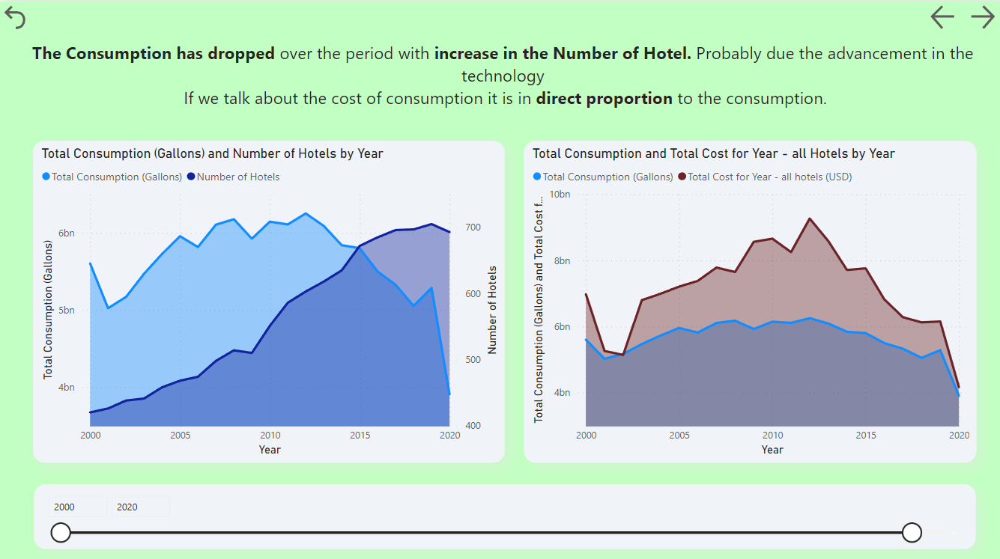 The Consumption has dropped over the period with increase in the Number of Hotel. Probably due the advancement in the
technology
If we talk about the cost of consumption it is in direct proportion to the consumption.
Total Consumption (Gallons) and Number of Hotels by Year
Total Consumption (Gallons) Number of Hotels
Total Consumption (Gallons)
6bn
5bn
4bn
700
600
500
400
Number of Hotels
2000 2005 2010 2015 2020
Year
Total Consumption and Total Cost for Year - all Hotels by Year
Total Consumption (Gallons) Total Cost for Year - all hotels (USD)
Total Consumption (Gallons) and Total Cost f...
10bn
8bn
6bn
4bn
2000 2005 2010 2015 2020
Year
2000 2020